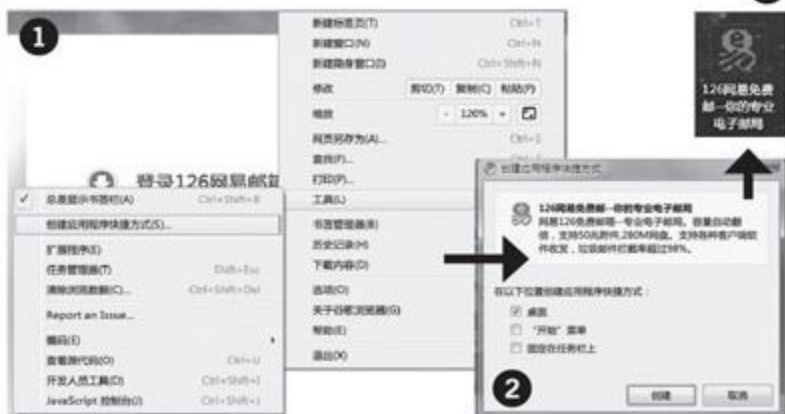 1
新建标签页(T) Ctrl+T
新建窗口(N) Ctrl+N
新建隐身窗口(I) Ctrl+Shift+N
修改 剪切(T) 复制(C) 粘贴(P)
缩放 - 120% +
网页另存为(A)... Ctrl+S
查找(F)...
打印(P)...
工具(L)
书签管理器(B)
历史记录(H)
下载内容(D)
选项(O)
关于谷歌浏览器(G)
帮助(E)
退出(X)
登录126网易邮箱
总是显示书签栏(A) Ctrl+Shift+B
创建应用程序快捷方式(S)...
扩展程序(E)
任务管理器(T) Shift+Esc
清除浏览数据(C)... Ctrl+Shift+Del
Report an Issue...
编码(E)
查看源代码(O) Ctrl+U
开发人员工具(D) Ctrl+Shift+I
JavaScript 控制台(J) Ctrl+Shift+J
创建应用程序快捷方式
126网易免费邮--你的专业电子邮局
网易126免费邮箱--专业电子邮局。容量自动翻
倍，支持50兆附件,280M网盘。支持各种客户端软
件收发，垃圾邮件拦截率超过98%。
在以下位置创建应用程序快捷方式：
桌面
"开始" 菜单
固定在任务栏上
2
创建 取消
易
126网易免费
邮--你的专业
电子邮局